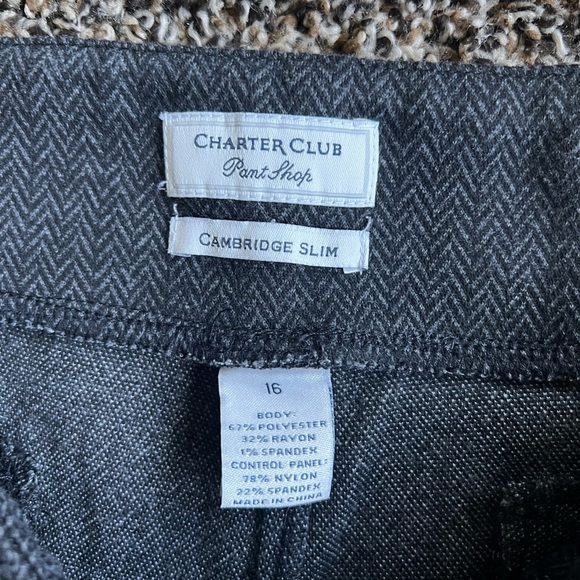 CHARTER CLUB
Pant Shop
CAMBRIDGE SLIM
16
BODY:
67% POLYESTER
32% RAYON
1% SPANDEX
CONTROL PANEL:
78% NYLON
22% SPANDEX
MADE IN CHINA